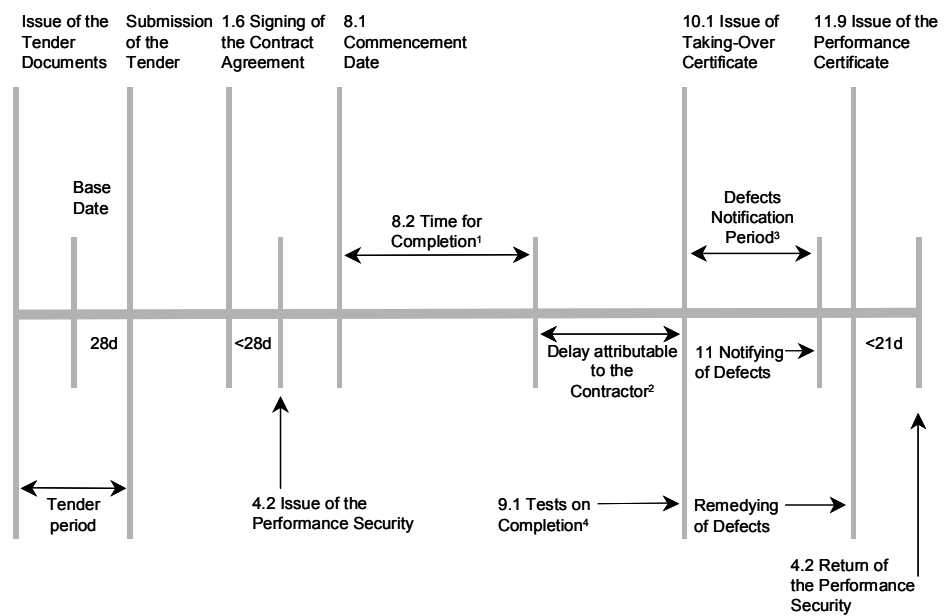 Issue of the
Tender
Documents
Submission
of the
Tender
1.6 Signing of
the Contract
Agreement
8.1
Commencement
Date
10.1 Issue of
Taking-Over
Certificate
11.9 Issue of the
Performance
Certificate
Base
Date
8.2 Time for
Completion¹
Defects
Notification
Period³
28d
<28d
Delay attributable
to the
Contractor²
11 Notifying
of Defects
<21d
Tender
period
4.2 Issue of the
Performance Security
9.1 Tests on
Completion⁴
Remedying
of Defects
4.2 Return of
the Performance
Security